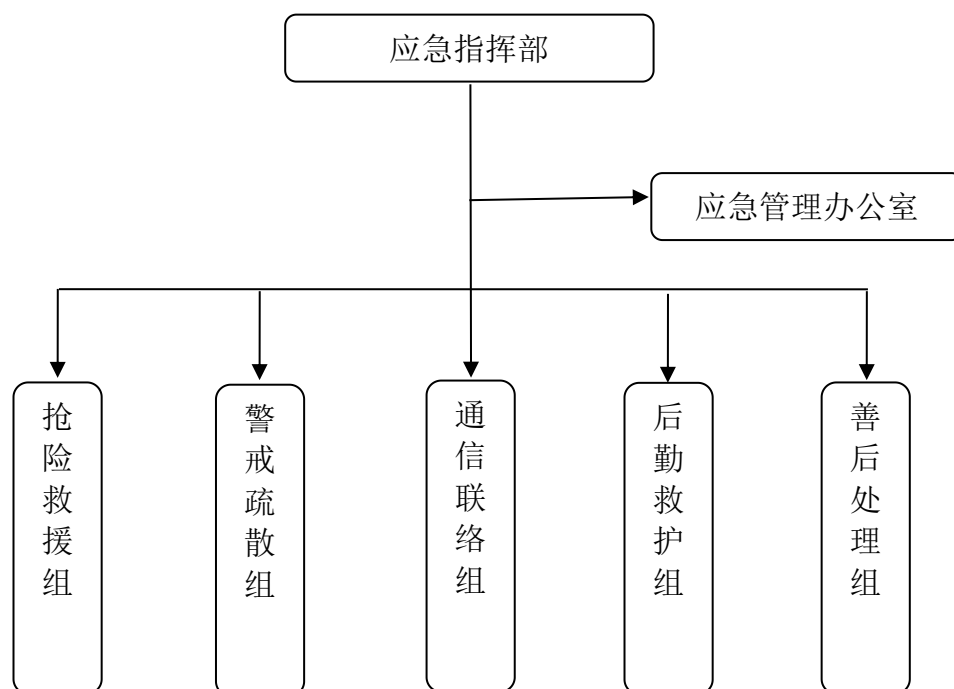 应急指挥部
应急管理办公室
抢险救援组
警戒疏散组
通信联络组
后勤救护组
善后处理组